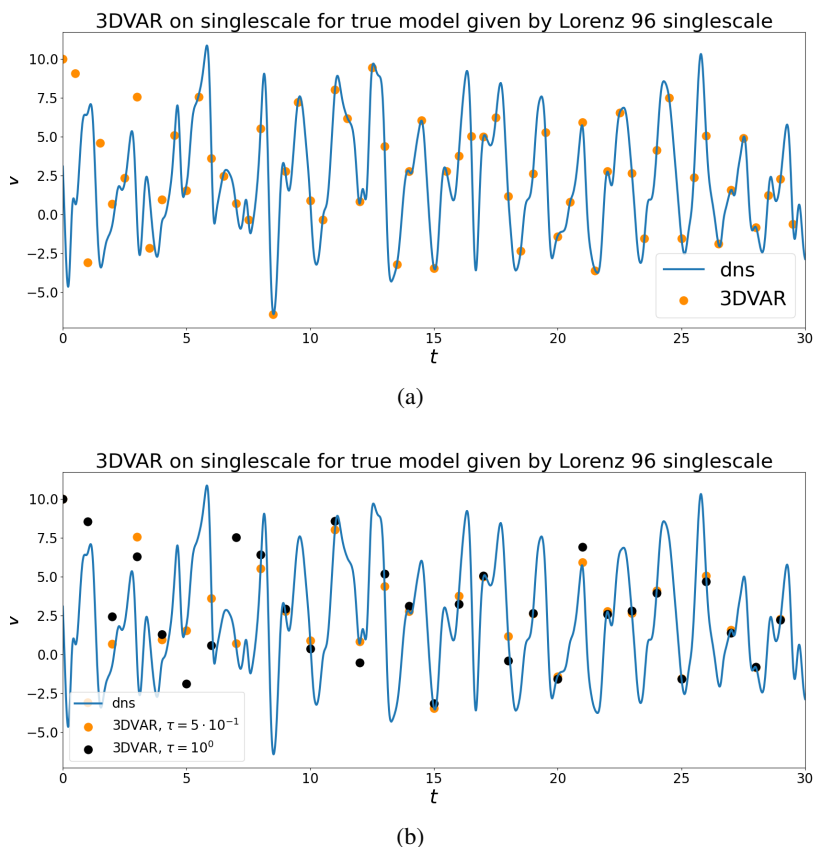 3DVAR on singlescale for true model given by Lorenz 96 singlescale
10.0
7.5
5.0
2.5
0.0
−2.5
−5.0
v
0 5 10 15 20 25 30
t
dns
3DVAR
(a)
3DVAR on singlescale for true model given by Lorenz 96 singlescale
10.0
7.5
5.0
2.5
0.0
−2.5
−5.0
v
0 5 10 15 20 25 30
t
dns
3DVAR, τ = 5 · 10⁻¹
3DVAR, τ = 10⁰
(b)